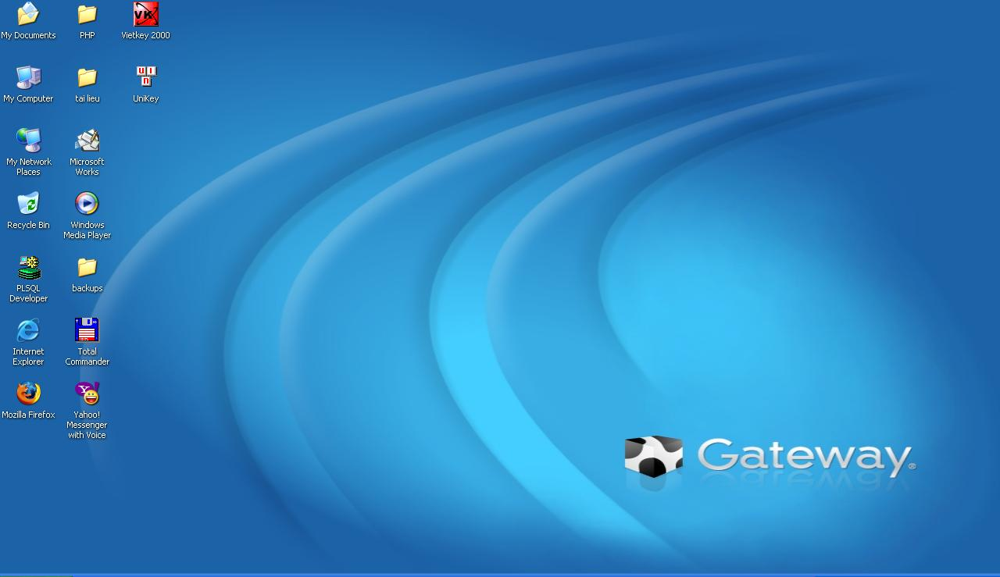 My Documents
PHP
Vietkey 2000
VK
My Computer
tai lieu
UniKey
u i
n
My Network
Places
Microsoft
Works
Recycle Bin
Windows
Media Player
PLSQL
Developer
backups
Internet
Explorer
Total
Commander
Mozilla Firefox
Y!
Yahoo!
Messenger
with Voice
Gateway®